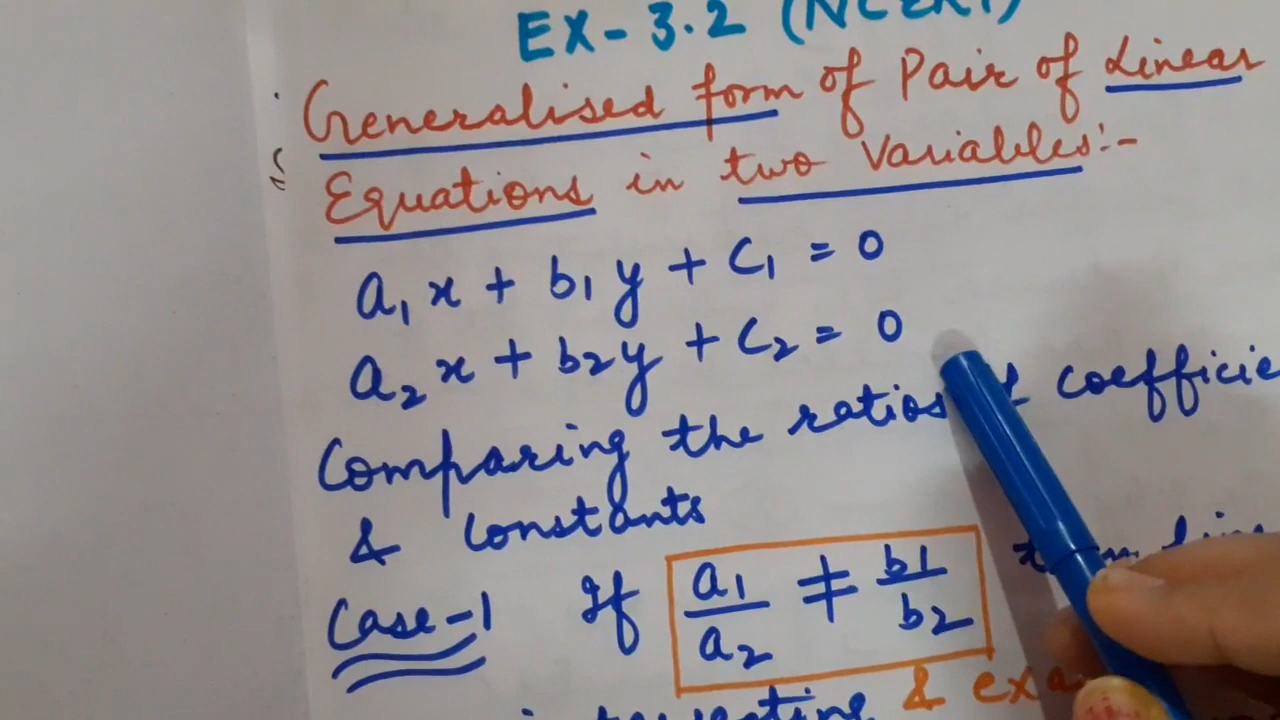 EX-3.2 (NCERT)
Generalised form of Pair of Linear
Equations in two Variables:-
a₁x + b₁y + c₁ = 0
a₂x + b₂y + c₂ = 0
Comparing the ratios
& constants
Case-1 If a₁/a₂ ≠ b₁/b₂
&